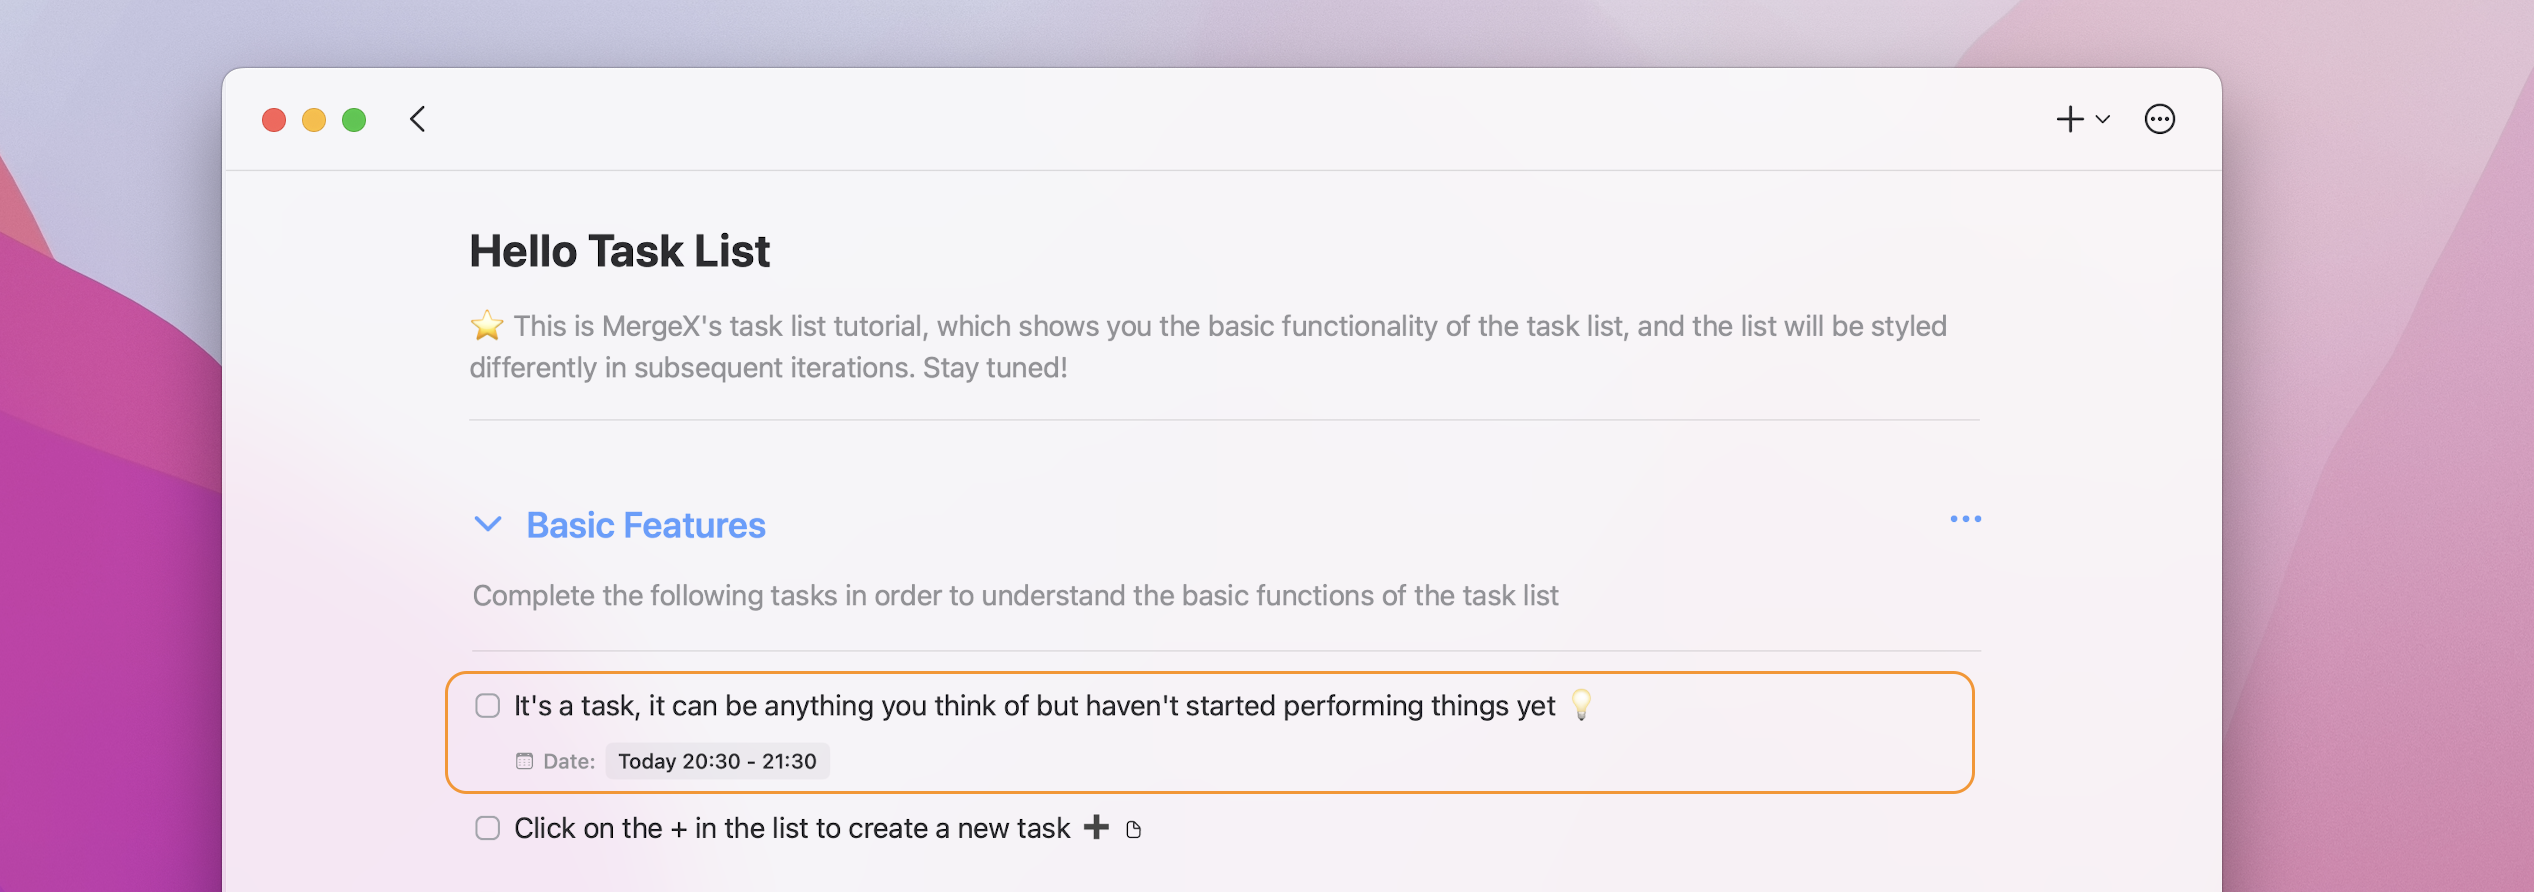 Hello Task List
⭐ This is MergeX's task list tutorial, which shows you the basic functionality of the task list, and the list will be styled
differently in subsequent iterations. Stay tuned!
Basic Features
Complete the following tasks in order to understand the basic functions of the task list
It's a task, it can be anything you think of but haven't started performing things yet 💡
Date: Today 20:30 - 21:30
Click on the + in the list to create a new task ➕